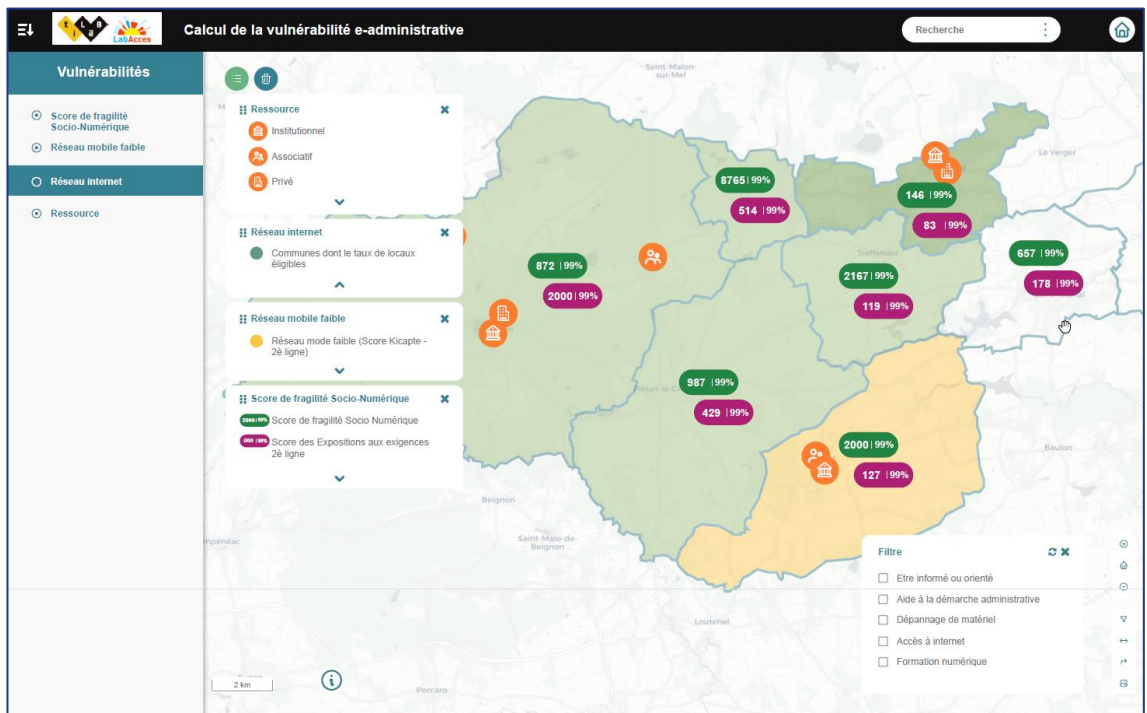 t L A B
i a
LabAcces
Calcul de la vulnérabilité e-administrative
Recherche
Vulnérabilités
Score de fragilité
Socio-Numérique
Réseau mobile faible
Réseau internet
Ressource
Ressource
Institutionnel
Associatif
Privé
Réseau internet
Communes dont le taux de locaux
éligibles
Réseau mobile faible
Réseau mode faible (Score Kicapte -
2è ligne)
Score de fragilité Socio-Numérique
Score de fragilité Socio Numérique
Score des Expositions aux exigences
2è ligne
Saint-Malon-
sur-Mel
Le Verger
8765 | 99%
514 | 99%
146 | 99%
83 | 99%
Treffendel
872 | 99%
2000 | 99%
2167 | 99%
119 | 99%
657 | 99%
178 | 99%
987 | 99%
429 | 99%
2000 | 99%
127 | 99%
Baulon
Beignon
Saint-Malo-de-
Beignon
Loutehel
Porcaro
2 km
Filtre
Etre informé ou orienté
Aide à la démarche administrative
Dépannage de matériel
Accès à internet
Formation numérique